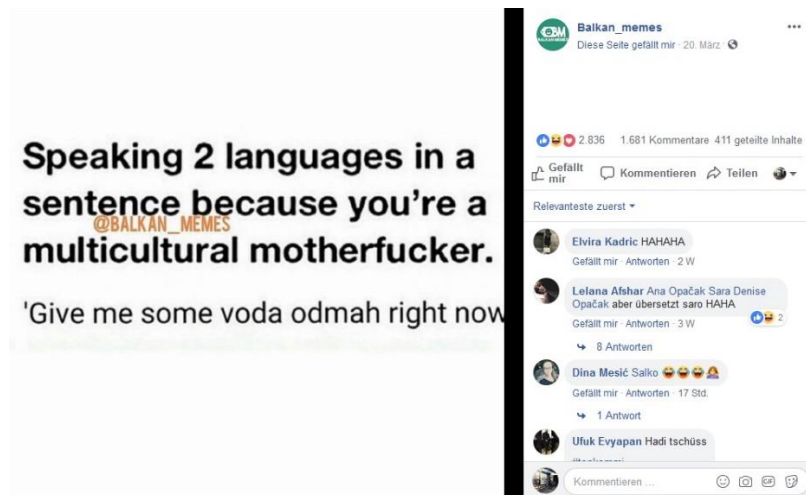 Speaking 2 languages in a
sentence because you're a
@BALKAN_MEMES
multicultural motherfucker.
'Give me some voda odmah right now
Balkan_memes
Diese Seite gefällt mir · 20. März ·
2.836 1.681 Kommentare 411 geteilte Inhalte
Gefällt mir Kommentieren Teilen
Relevanteste zuerst
Elvira Kadric HAHAHA
Gefällt mir · Antworten · 2 W
Lelana Afshar Ana Opačak Sara Denise
Opačak aber übersetzt saro HAHA
2
Gefällt mir · Antworten · 3 W
8 Antworten
Dina Mesić Salko
Gefällt mir · Antworten · 17 Std.
1 Antwort
Ufuk Evyapan Hadi tschüss
Kommentieren ...
GIF